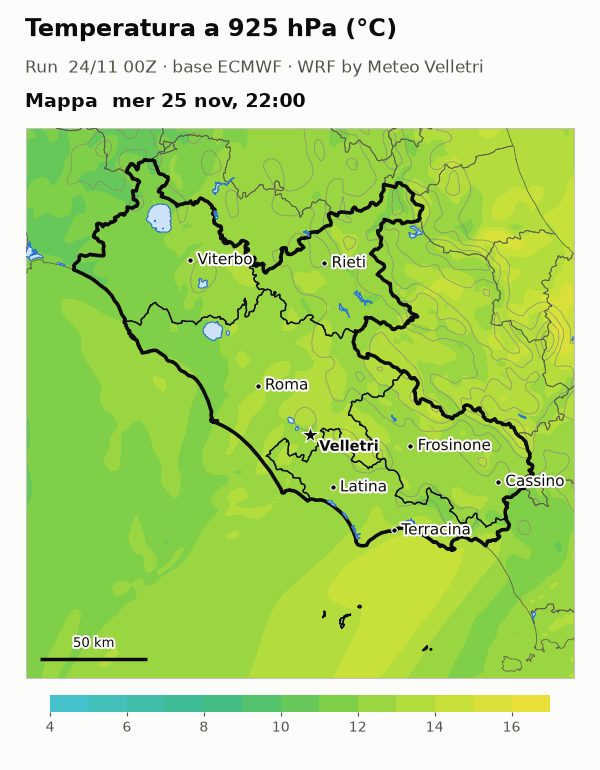 Temperatura a 925 hPa (°C)
Run  24/11 00Z · base ECMWF · WRF by Meteo Velletri
Mappa  mer 25 nov, 22:00
Viterbo
Rieti
Roma
Velletri
Frosinone
Cassino
Latina
Terracina
50 km
4 6 8 10 12 14 16